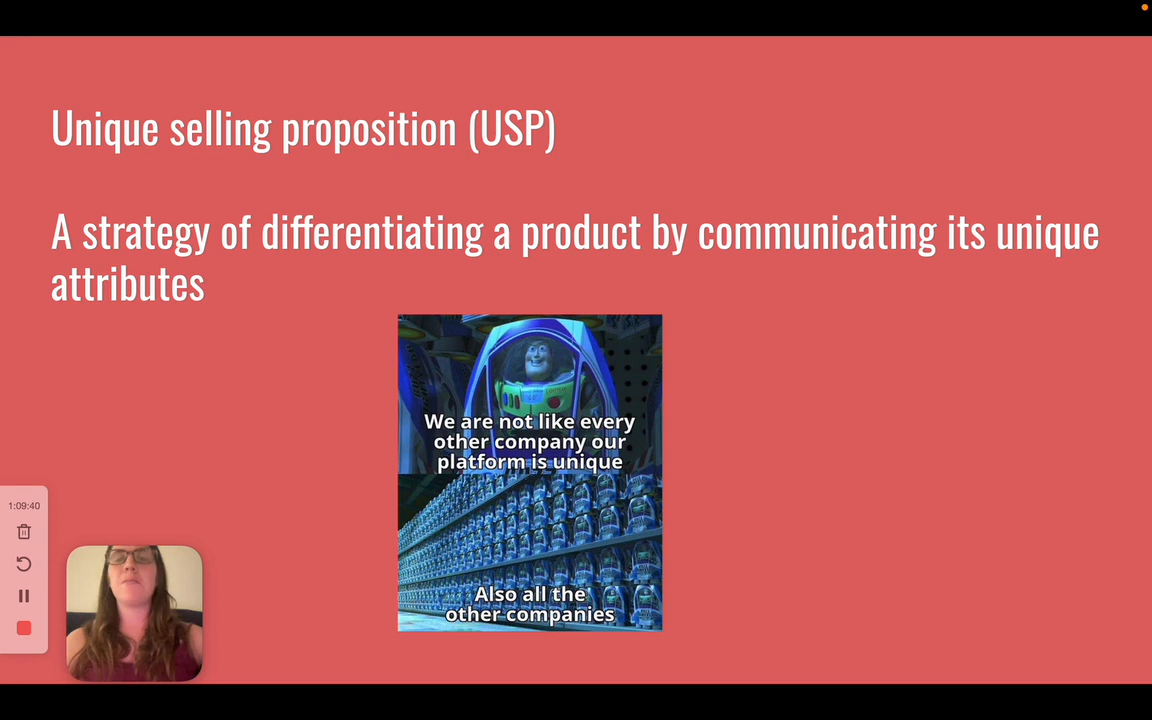 Unique selling proposition (USP)
A strategy of differentiating a product by communicating its unique
attributes
We are not like every
other company our
platform is unique
Also all the
other companies
1:09:40